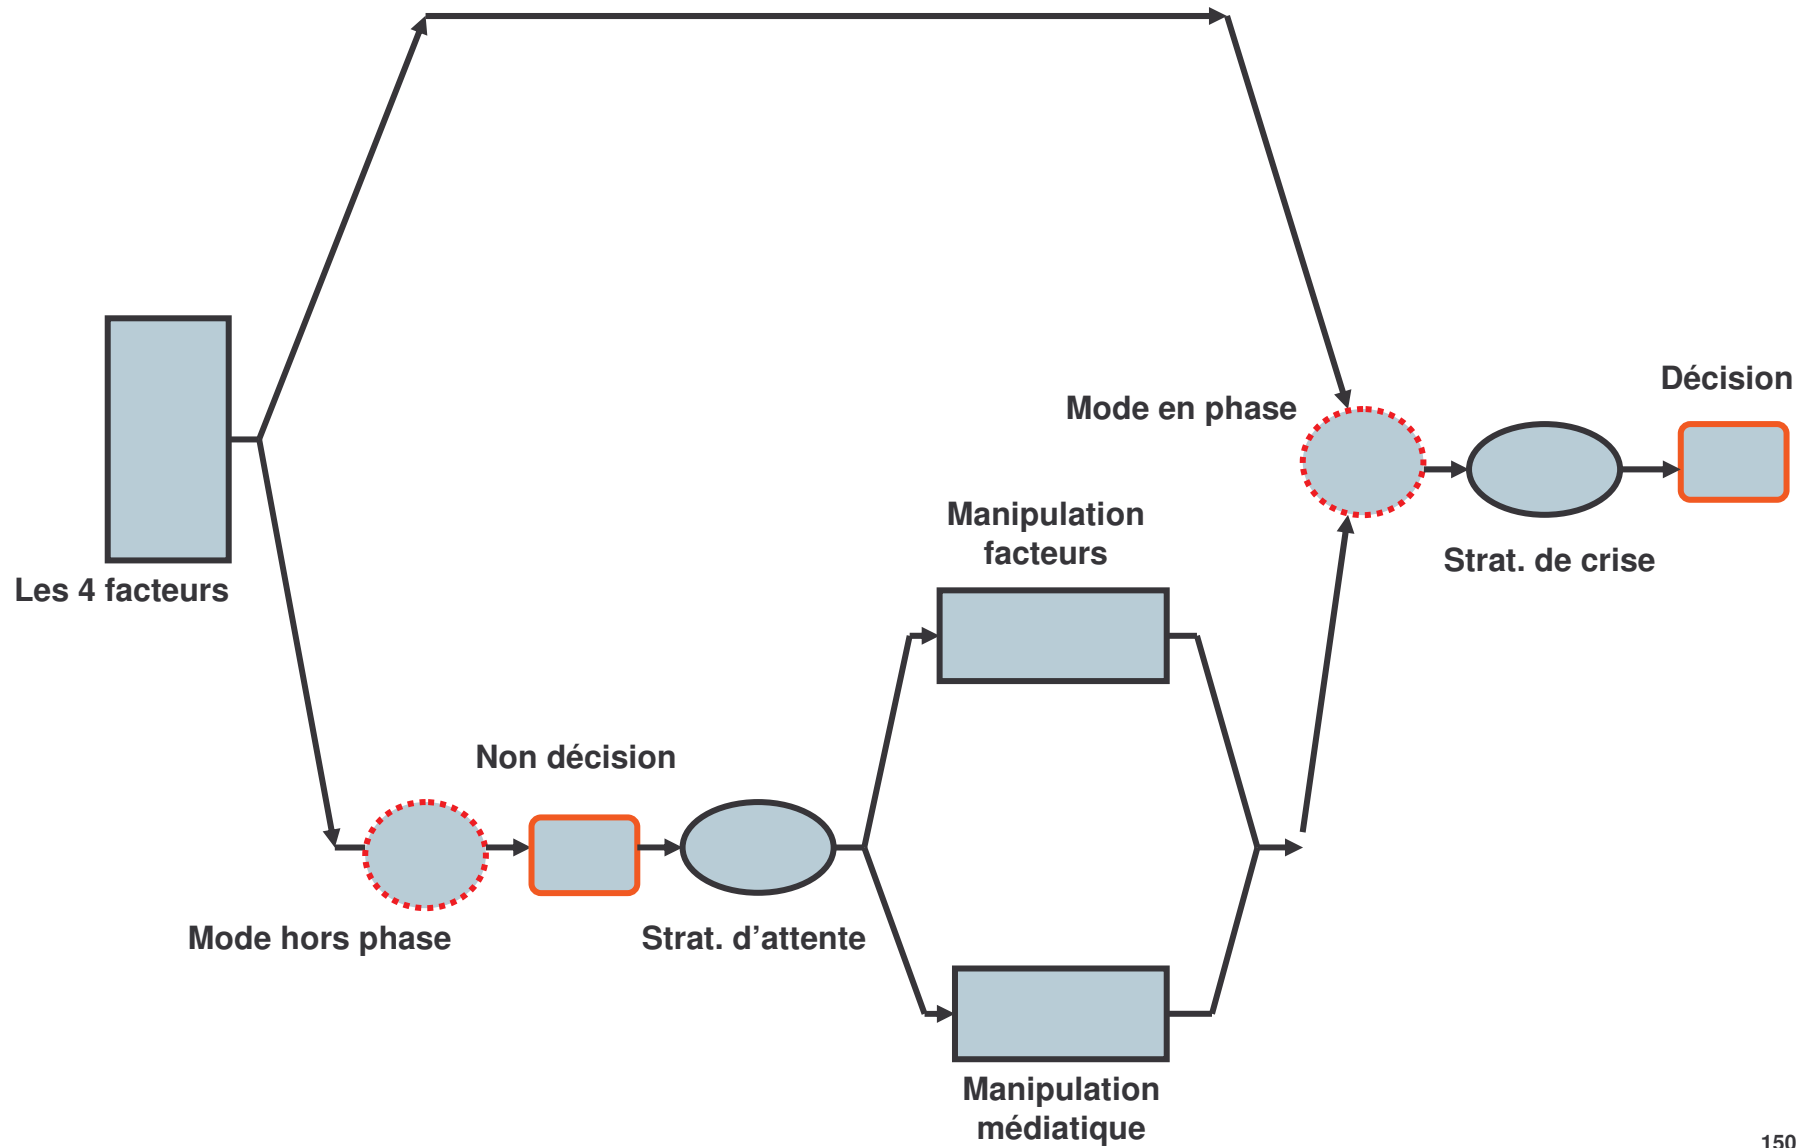 Décision
Mode en phase
Manipulation
facteurs
Strat. de crise
Les 4 facteurs
Non décision
Mode hors phase
Strat. d’attente
Manipulation
médiatique
150